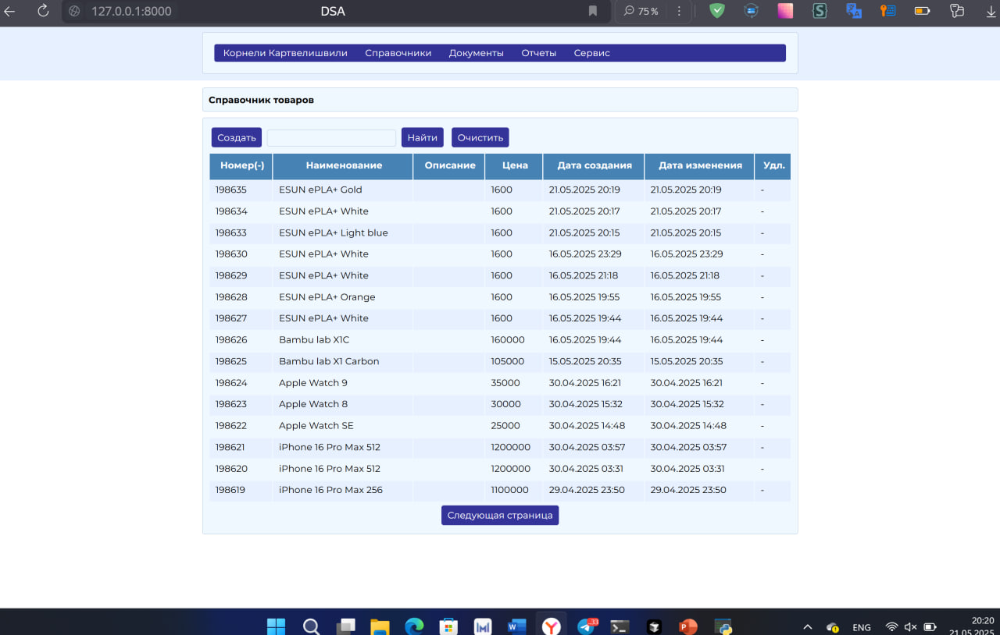 127.0.0.1:8000 DSA 75 %
Корнели Картвелишвили Справочники Документы Отчеты Сервис
Справочник товаров
Создать Найти Очистить
Номер(-) Наименование Описание Цена Дата создания Дата изменения Удл.
198635 ESUN ePLA+ Gold 1600 21.05.2025 20:19 21.05.2025 20:19 -
198634 ESUN ePLA+ White 1600 21.05.2025 20:17 21.05.2025 20:17 -
198633 ESUN ePLA+ Light blue 1600 21.05.2025 20:15 21.05.2025 20:15 -
198630 ESUN ePLA+ White 1600 16.05.2025 23:29 16.05.2025 23:29 -
198629 ESUN ePLA+ White 1600 16.05.2025 21:18 16.05.2025 21:18 -
198628 ESUN ePLA+ Orange 1600 16.05.2025 19:55 16.05.2025 19:55 -
198627 ESUN ePLA+ White 1600 16.05.2025 19:44 16.05.2025 19:44 -
198626 Bambu lab X1C 160000 16.05.2025 19:44 16.05.2025 19:44 -
198625 Bambu lab X1 Carbon 105000 15.05.2025 20:35 15.05.2025 20:35 -
198624 Apple Watch 9 35000 30.04.2025 16:21 30.04.2025 16:21 -
198623 Apple Watch 8 30000 30.04.2025 15:32 30.04.2025 15:32 -
198622 Apple Watch SE 25000 30.04.2025 14:48 30.04.2025 14:48 -
198621 iPhone 16 Pro Max 512 1200000 30.04.2025 03:57 30.04.2025 03:57 -
198620 iPhone 16 Pro Max 512 1200000 30.04.2025 03:31 30.04.2025 03:31 -
198619 iPhone 16 Pro Max 256 1100000 29.04.2025 23:50 29.04.2025 23:50 -
Следующая страница
33 ENG 20:20
21.05.2025